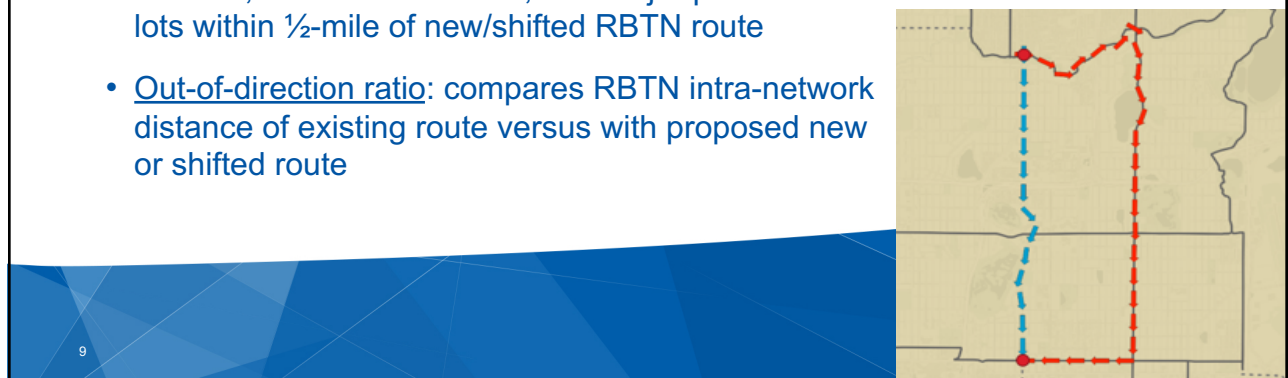 lots within ½-mile of new/shifted RBTN route
• Out-of-direction ratio: compares RBTN intra-network
distance of existing route versus with proposed new
or shifted route
9